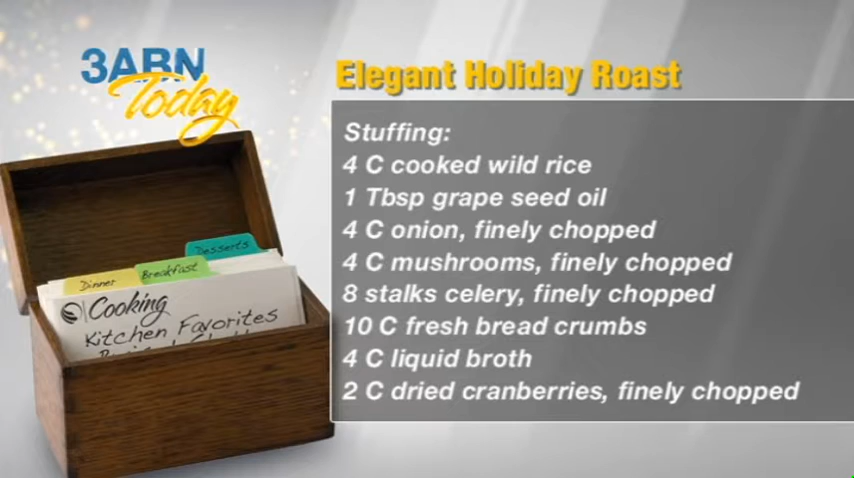 3ABN
Today
Elegant Holiday Roast
Stuffing:
4 C cooked wild rice
1 Tbsp grape seed oil
4 C onion, finely chopped
4 C mushrooms, finely chopped
8 stalks celery, finely chopped
10 C fresh bread crumbs
4 C liquid broth
2 C dried cranberries, finely chopped
Desserts
Breakfast
Dinner
Cooking
Kitchen Favorites